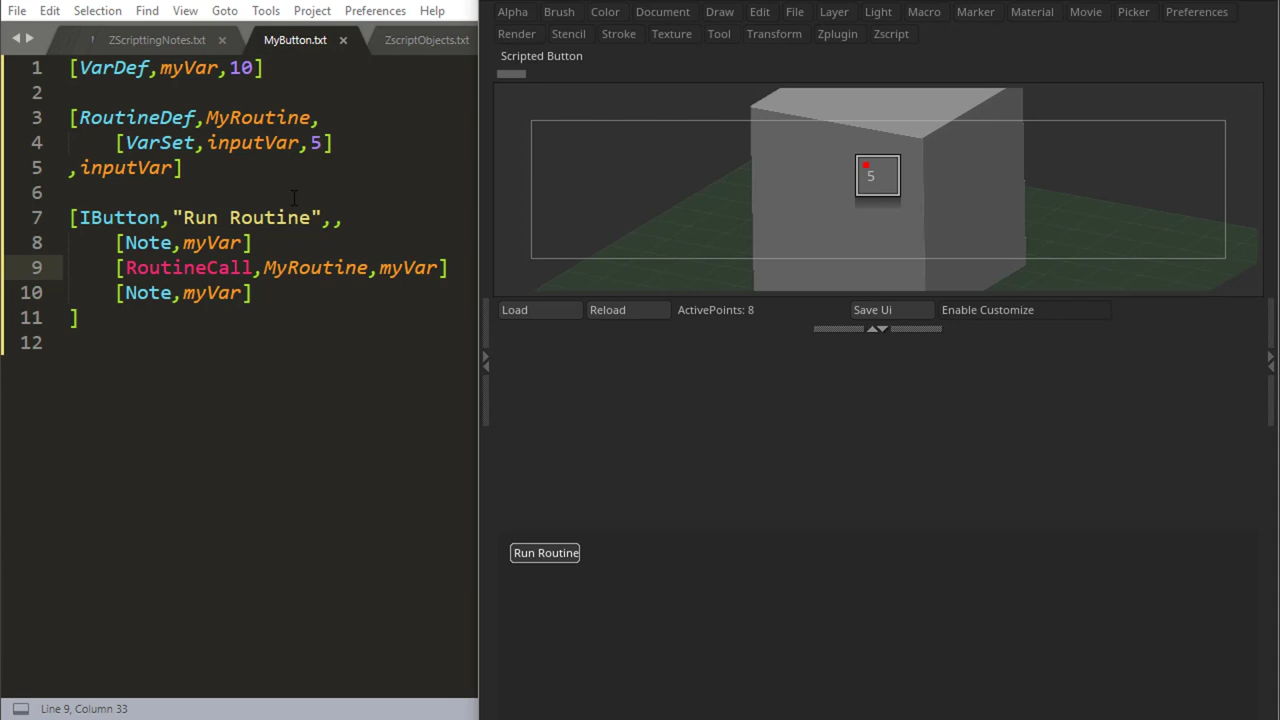 File Edit Selection Find View Goto Tools Project Preferences Help
ZScripttingNotes.txt × MyButton.txt × ZscriptObjects.txt
1 [VarDef,myVar,10]
2
3 [RoutineDef,MyRoutine,
4 [VarSet,inputVar,5]
5 ,inputVar]
6
7 [IButton,"Run Routine",,
8 [Note,myVar]
9 [RoutineCall,MyRoutine,myVar]
10 [Note,myVar]
11 ]
12
Line 9, Column 33
Alpha Brush Color Document Draw Edit File Layer Light Macro Marker Material Movie Picker Preferences
Render Stencil Stroke Texture Tool Transform Zplugin Zscript
Scripted Button
5
Load Reload ActivePoints: 8 Save Ui Enable Customize
Run Routine